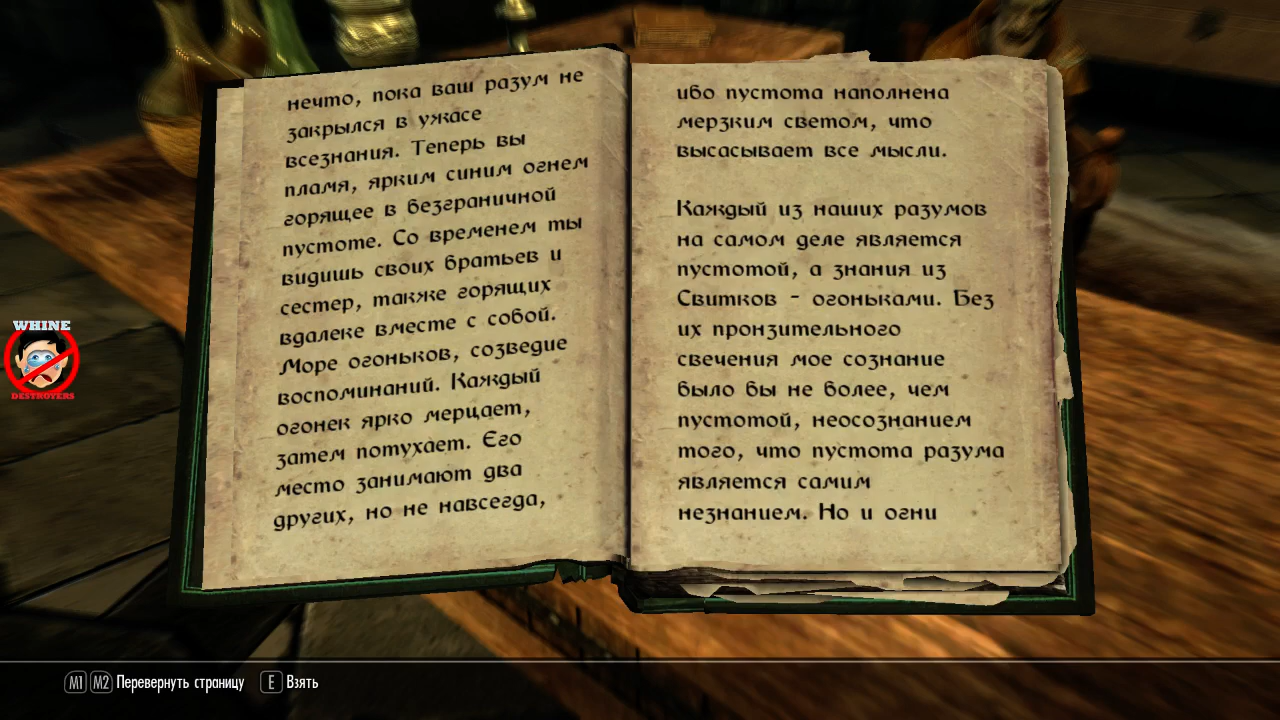 нечто, пока ваш разум не
закрылся в ужасе
всезнания. Теперь вы
пламя, ярким синим огнем
горящее в безграничной
пустоте. Со временем ты
видишь своих братьев и
сестер, также горящих
вдалеке вместе с собой.
Море огоньков, созведие
воспоминаний. Каждый
огонек ярко мерцает,
затем потухает. Его
место занимают два
других, но не навсегда,
ибо пустота наполнена
мерзким светом, что
высасывает все мысли.
Каждый из наших разумов
на самом деле является
пустотой, а знания из
Свитков - огоньками. Без
их пронзительного
свечения мое сознание
было бы не более, чем
пустотой, неосознанием
того, что пустота разума
является самим
незнанием. Но и огни
WHINE
DESTROYERS
M1 M2 Перевернуть страницу E Взять